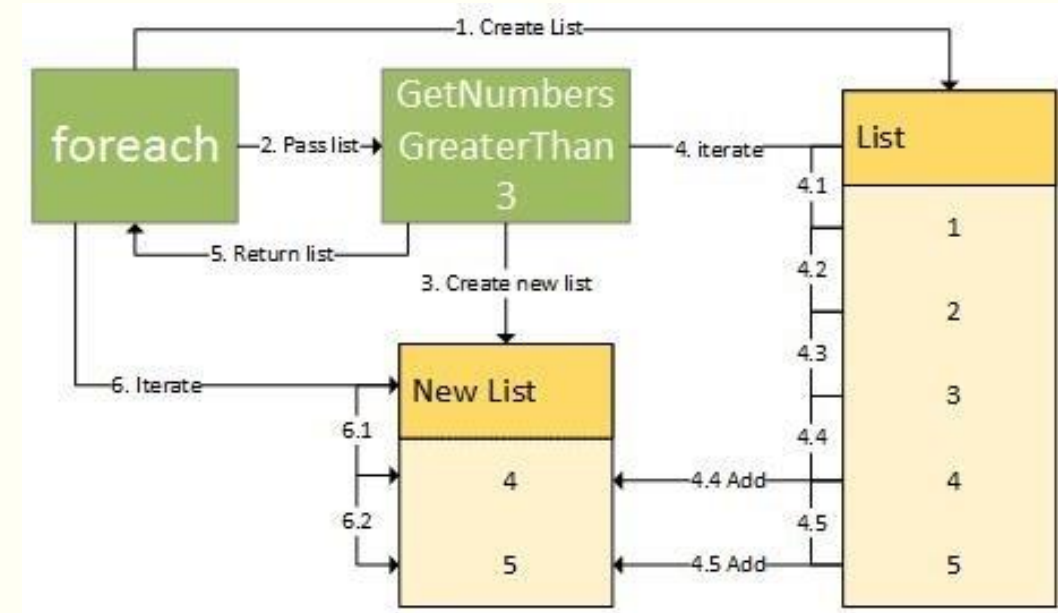 1. Create List
foreach
2. Pass list
GetNumbers
GreaterThan
3
4. iterate
List
4.1
1
5. Return list
4.2
3. Create new list
2
4.3
6. Iterate
New List
3
6.1
4.4
4
4.4 Add
4
6.2
4.5
5
4.5 Add
5